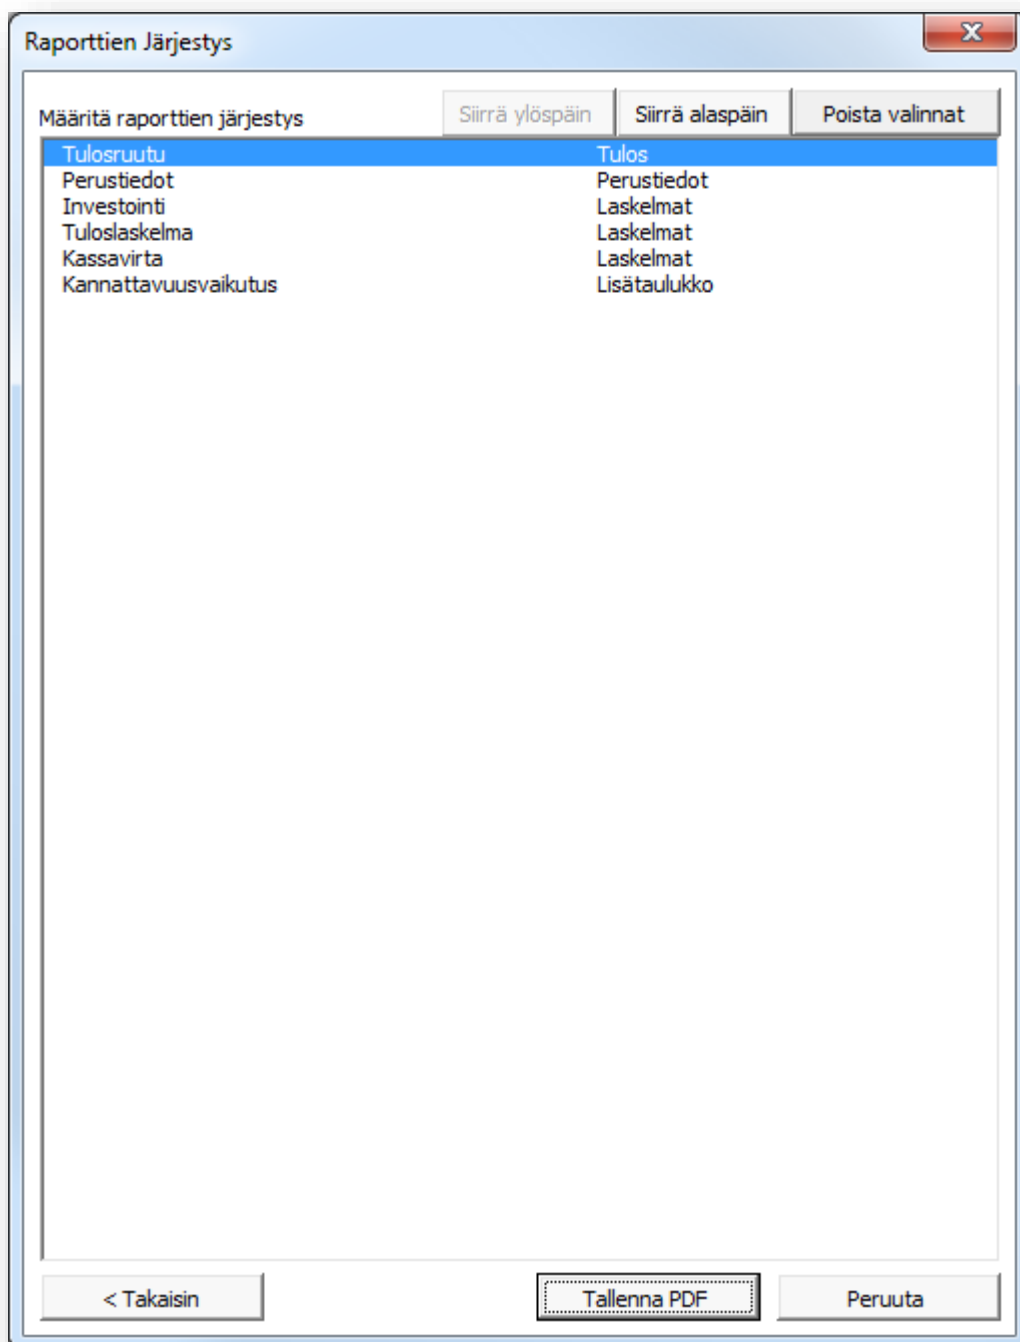 Raporttien Järjestys
Määritä raporttien järjestys Siirrä ylöspäin Siirrä alaspäin Poista valinnat
Tulosruutu Tulos
Perustiedot Perustiedot
Investointi Laskelmat
Tuloslaskelma Laskelmat
Kassavirta Laskelmat
Kannattavuusvaikutus Lisätaulukko
< Takaisin Tallenna PDF Peruuta